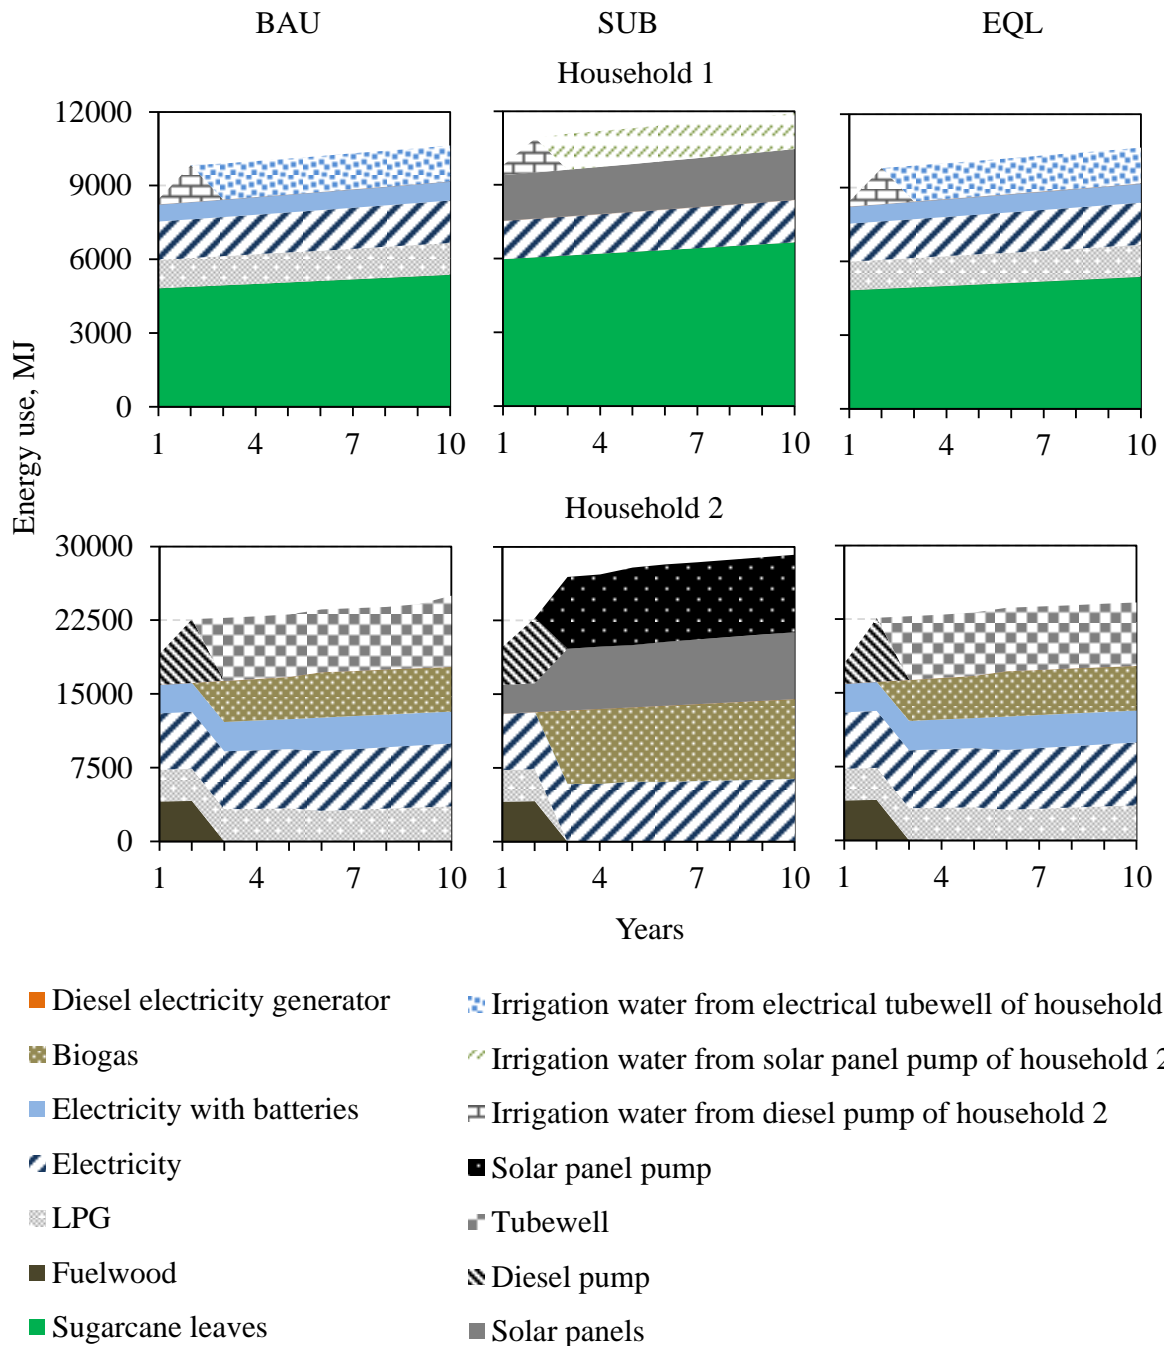 BAU SUB EQL
Household 1
12000
9000
6000
3000
0
1 4 7 10
1 4 7 10
1 4 7 10
Energy use, MJ
Household 2
30000
22500
15000
7500
0
1 4 7 10
1 4 7 10
1 4 7 10
Years
Diesel electricity generator
Biogas
Electricity with batteries
Electricity
LPG
Fuelwood
Sugarcane leaves
Irrigation water from electrical tubewell of household
Irrigation water from solar panel pump of household 2
Irrigation water from diesel pump of household 2
Solar panel pump
Tubewell
Diesel pump
Solar panels